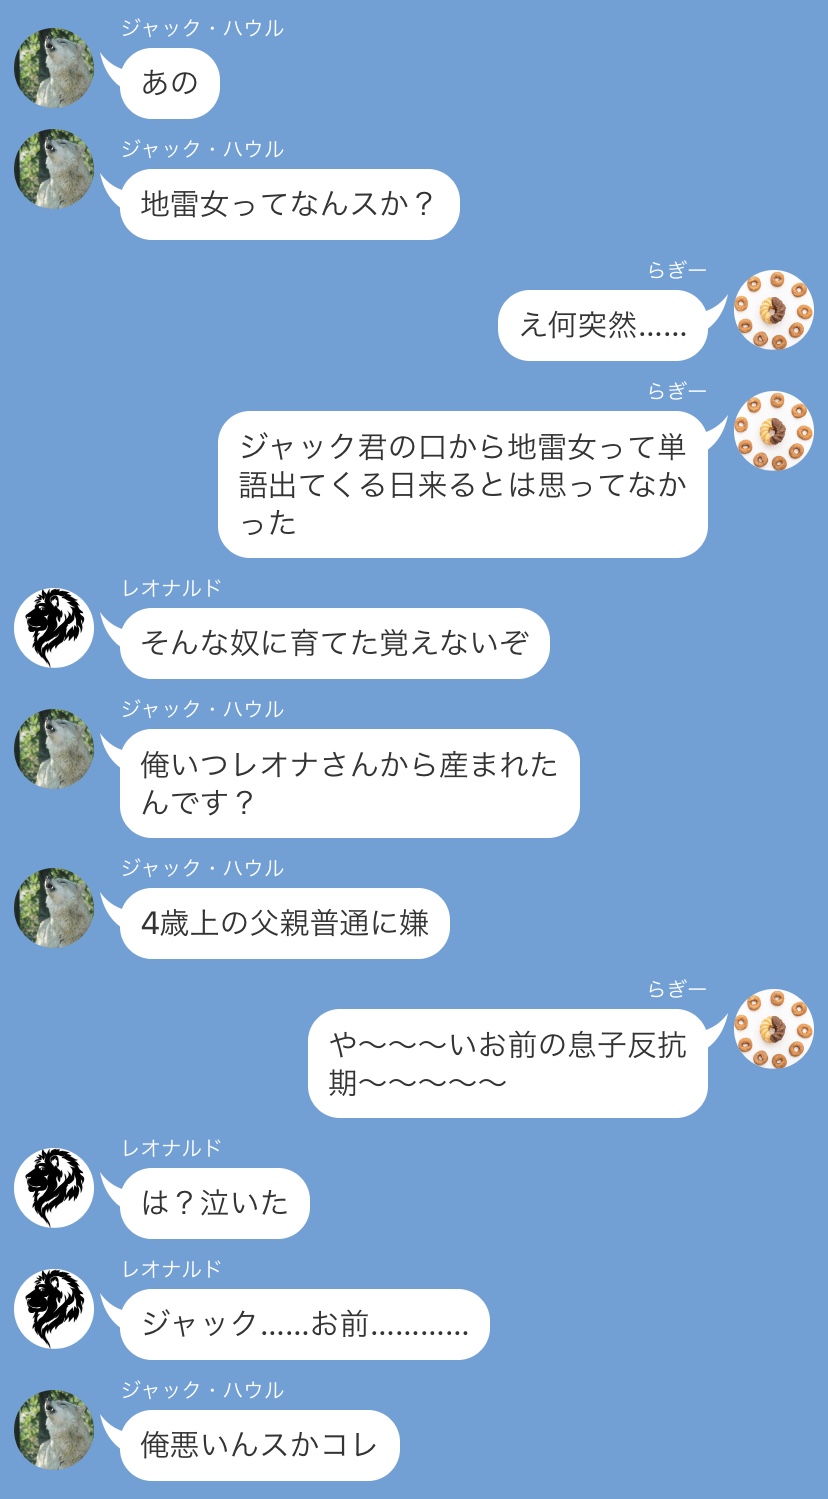 ジャック・ハウル
あの
ジャック・ハウル
地雷女ってなんスか？
らぎー
え何突然……
らぎー
ジャック君の口から地雷女って単
語出てくる日来るとは思ってなか
った
レオナルド
そんな奴に育てた覚えないぞ
ジャック・ハウル
俺いつレオナさんから産まれた
んです？
ジャック・ハウル
4歳上の父親普通に嫌
らぎー
や〜〜〜いお前の息子反抗
期〜〜〜〜〜
レオナルド
は？泣いた
レオナルド
ジャック……お前…………
ジャック・ハウル
俺悪いんスかコレ